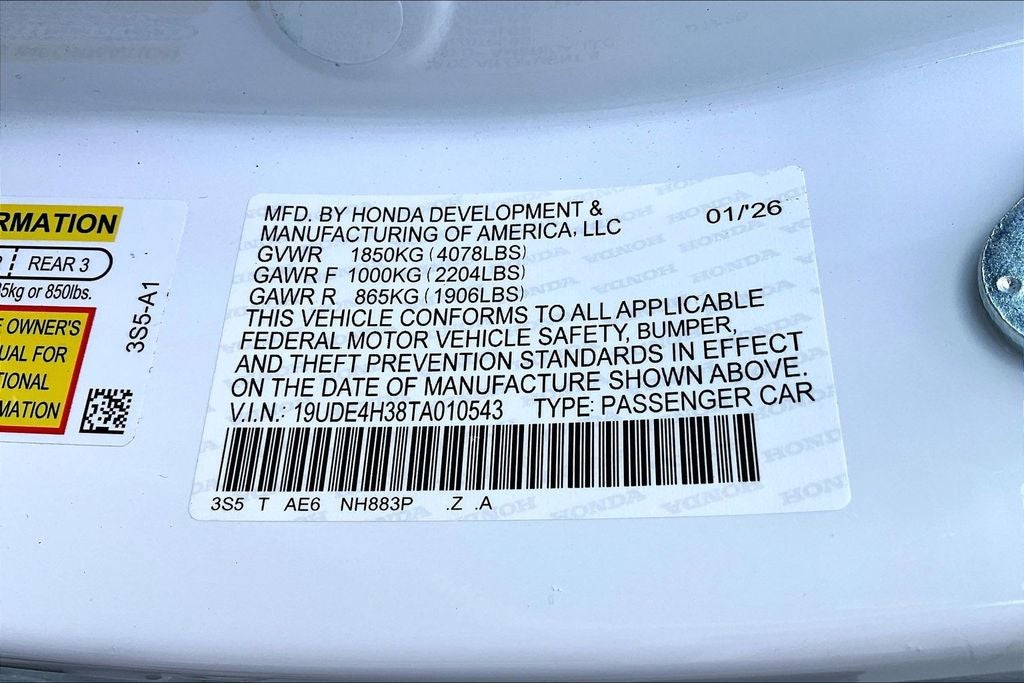 RMATION
REAR 3
5kg or 850lbs.
E OWNER'S
UAL FOR
TIONAL
MATION
3S5-A1
MFD. BY HONDA DEVELOPMENT &
MANUFACTURING OF AMERICA, LLC
01/'26
GVWR 1850KG (4078LBS)
GAWR F 1000KG (2204LBS)
GAWR R 865KG (1906LBS)
THIS VEHICLE CONFORMS TO ALL APPLICABLE
FEDERAL MOTOR VEHICLE SAFETY, BUMPER,
AND THEFT PREVENTION STANDARDS IN EFFECT
ON THE DATE OF MANUFACTURE SHOWN ABOVE.
V.I.N.: 19UDE4H38TA010543 TYPE: PASSENGER CAR
3S5 T AE6 NH883P .Z .A